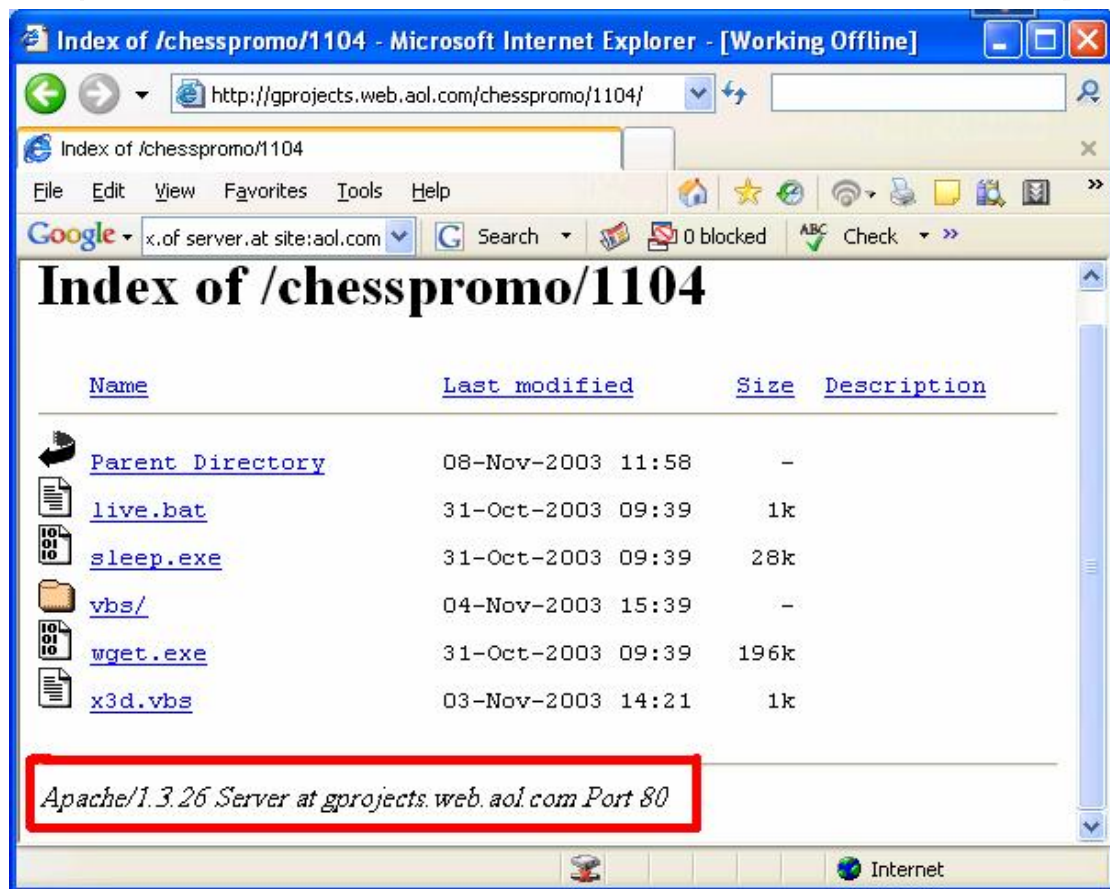 Index of /chesspromo/1104 - Microsoft Internet Explorer - [Working Offline]
http://gprojects.web.aol.com/chesspromo/1104/
Index of /chesspromo/1104
File Edit View Favorites Tools Help »
Google x.of server.at site:aol.com G Search 0 blocked ABC Check »
Index of /chesspromo/1104
Name Last modified Size Description
Parent Directory 08-Nov-2003 11:58 -
live.bat 31-Oct-2003 09:39 1k
sleep.exe 31-Oct-2003 09:39 28k
vbs/ 04-Nov-2003 15:39 -
wget.exe 31-Oct-2003 09:39 196k
x3d.vbs 03-Nov-2003 14:21 1k
Apache/1.3.26 Server at gprojects.web.aol.com Port 80
Internet